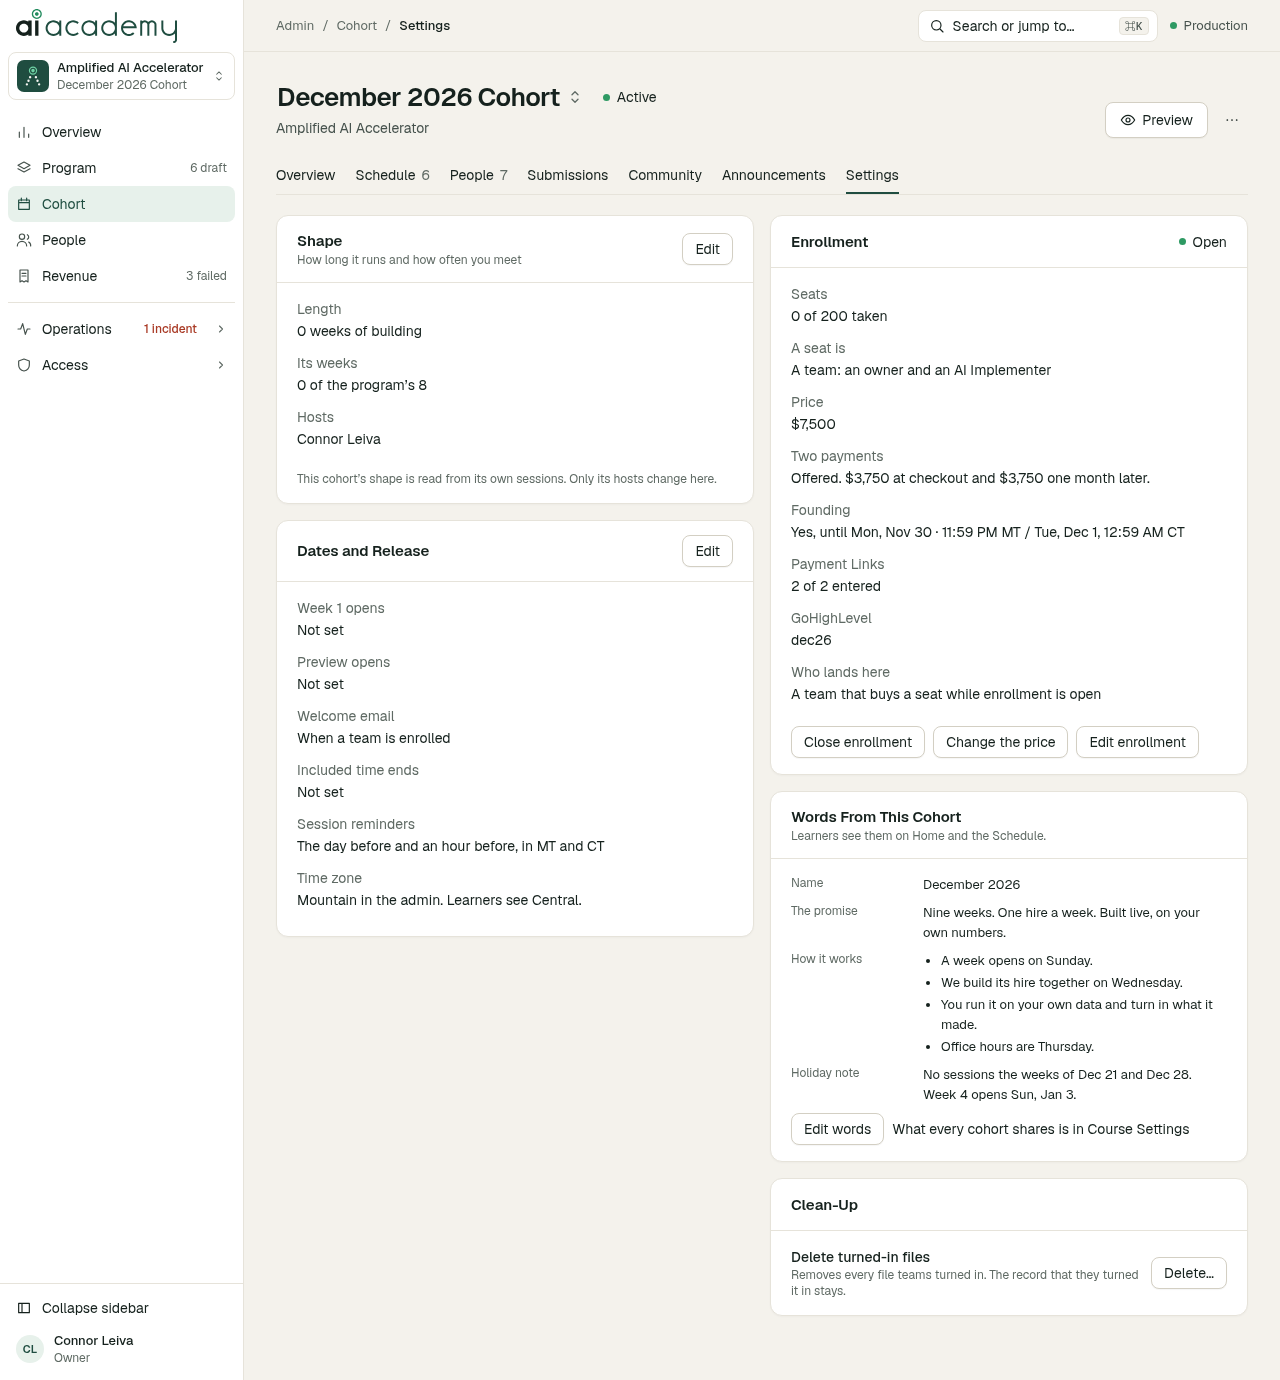 ai academy
Amplified AI Accelerator
December 2026 Cohort
Overview
Program 6 draft
Cohort
People
Revenue 3 failed
Operations 1 incident
Access
Collapse sidebar
CL
Connor Leiva
Owner
Admin / Cohort / Settings
Search or jump to... ⌘K
Production
December 2026 Cohort
Active
Amplified AI Accelerator
Preview
...
Overview Schedule 6 People 7 Submissions Community Announcements Settings
Shape
How long it runs and how often you meet
Edit
Length
0 weeks of building
Its weeks
0 of the program's 8
Hosts
Connor Leiva
This cohort's shape is read from its own sessions. Only its hosts change here.
Dates and Release
Edit
Week 1 opens
Not set
Preview opens
Not set
Welcome email
When a team is enrolled
Included time ends
Not set
Session reminders
The day before and an hour before, in MT and CT
Time zone
Mountain in the admin. Learners see Central.
Enrollment
Open
Seats
0 of 200 taken
A seat is
A team: an owner and an AI Implementer
Price
$7,500
Two payments
Offered. $3,750 at checkout and $3,750 one month later.
Founding
Yes, until Mon, Nov 30 · 11:59 PM MT / Tue, Dec 1, 12:59 AM CT
Payment Links
2 of 2 entered
GoHighLevel
dec26
Who lands here
A team that buys a seat while enrollment is open
Close enrollment Change the price Edit enrollment
Words From This Cohort
Learners see them on Home and the Schedule.
Name December 2026
The promise Nine weeks. One hire a week. Built live, on your
own numbers.
How it works • A week opens on Sunday.
• We build its hire together on Wednesday.
• You run it on your own data and turn in what it
made.
• Office hours are Thursday.
Holiday note No sessions the weeks of Dec 21 and Dec 28.
Week 4 opens Sun, Jan 3.
Edit words What every cohort shares is in Course Settings
Clean-Up
Delete turned-in files
Removes every file teams turned in. The record that they turned
it in stays.
Delete...